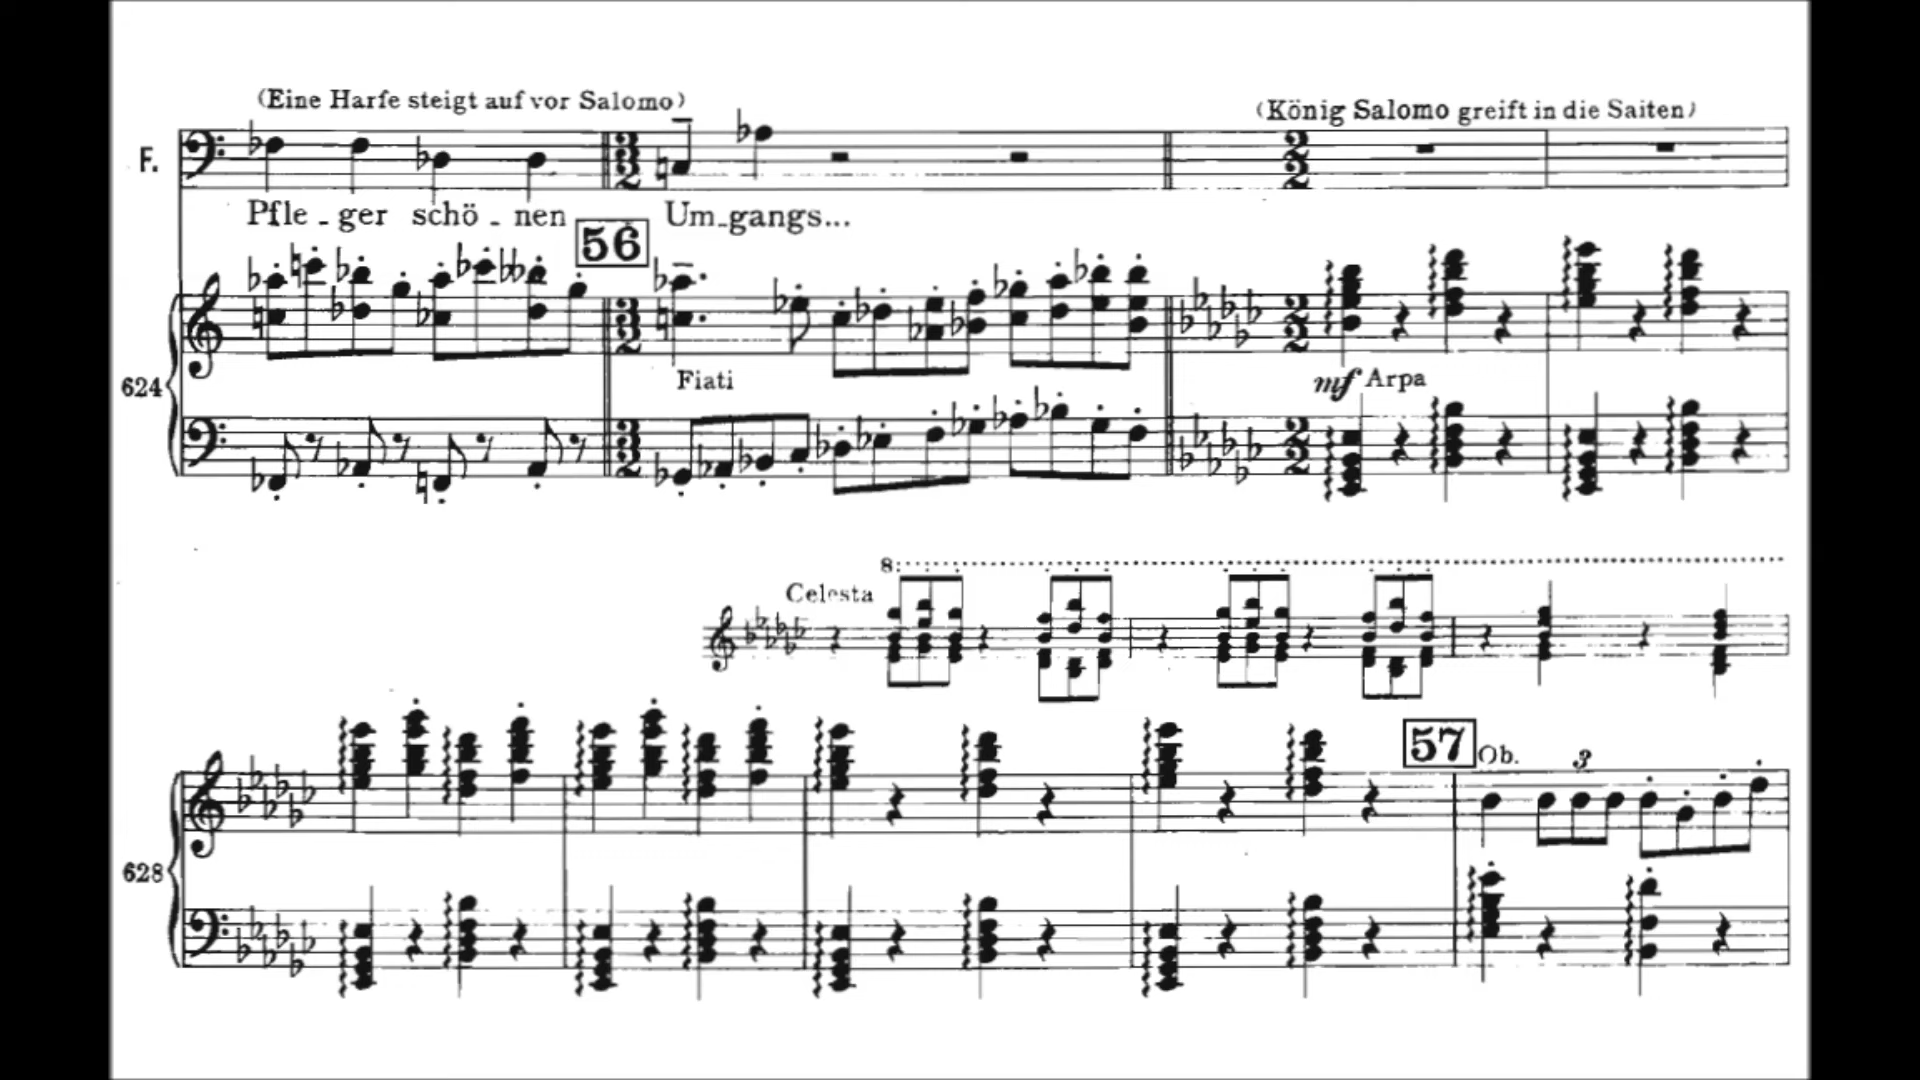 (Eine Harfe steigt auf vor Salomo)
(König Salomo greift in die Saiten)
F.
Pfle - ger schö - nen Um-gangs...
56
Fiati
mf Arpa
624
8
Celesta
57
Ob.
3
628